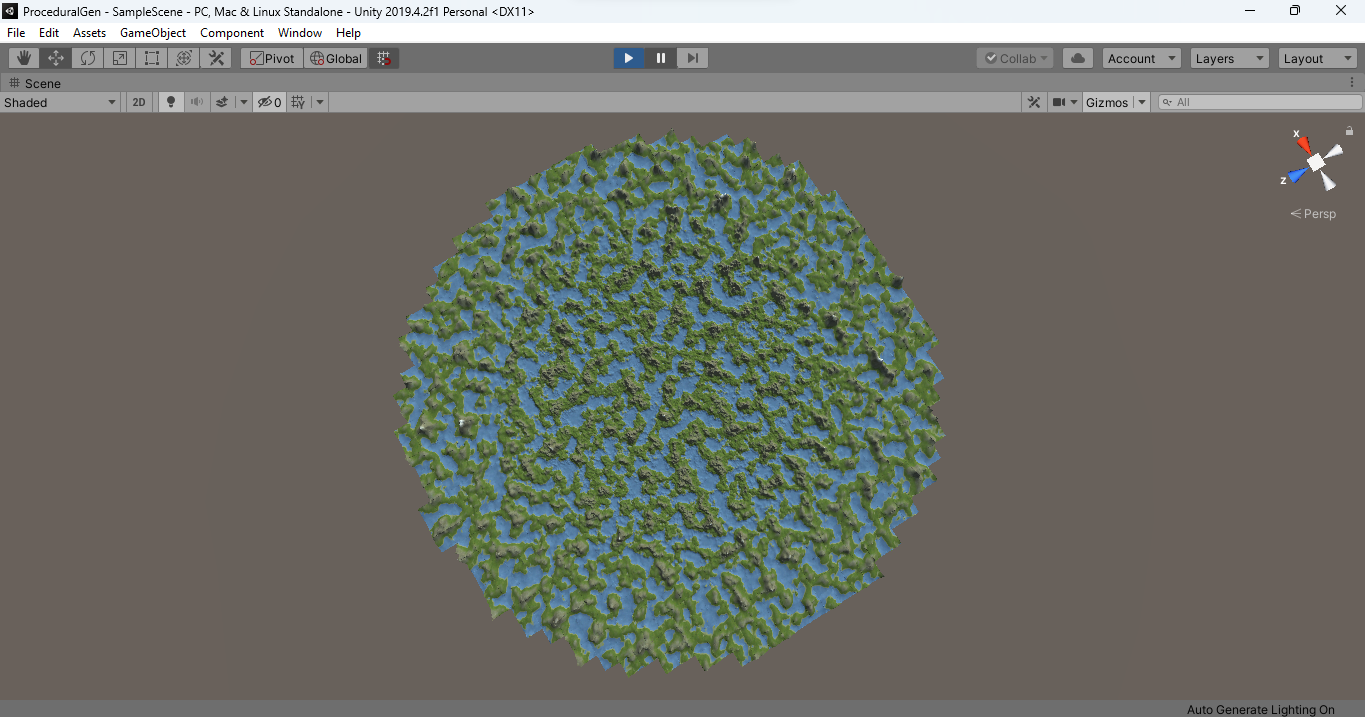 ProceduralGen - SampleScene - PC, Mac & Linux Standalone - Unity 2019.4.2f1 Personal <DX11>
File Edit Assets GameObject Component Window Help
Pivot Global Collab Account Layers Layout
Scene
Shaded 2D 0 Gizmos All
x
z
Persp
Auto Generate Lighting On